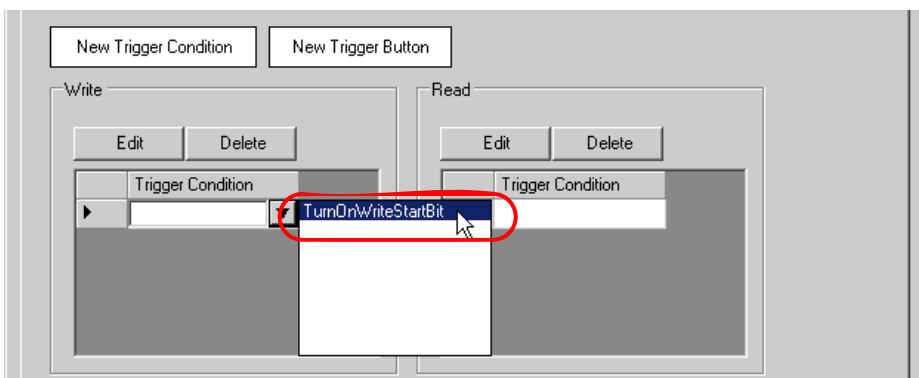 New Trigger Condition New Trigger Button
Write Read
Edit Delete Edit Delete
Trigger Condition Trigger Condition
TurnOnWriteStartBit